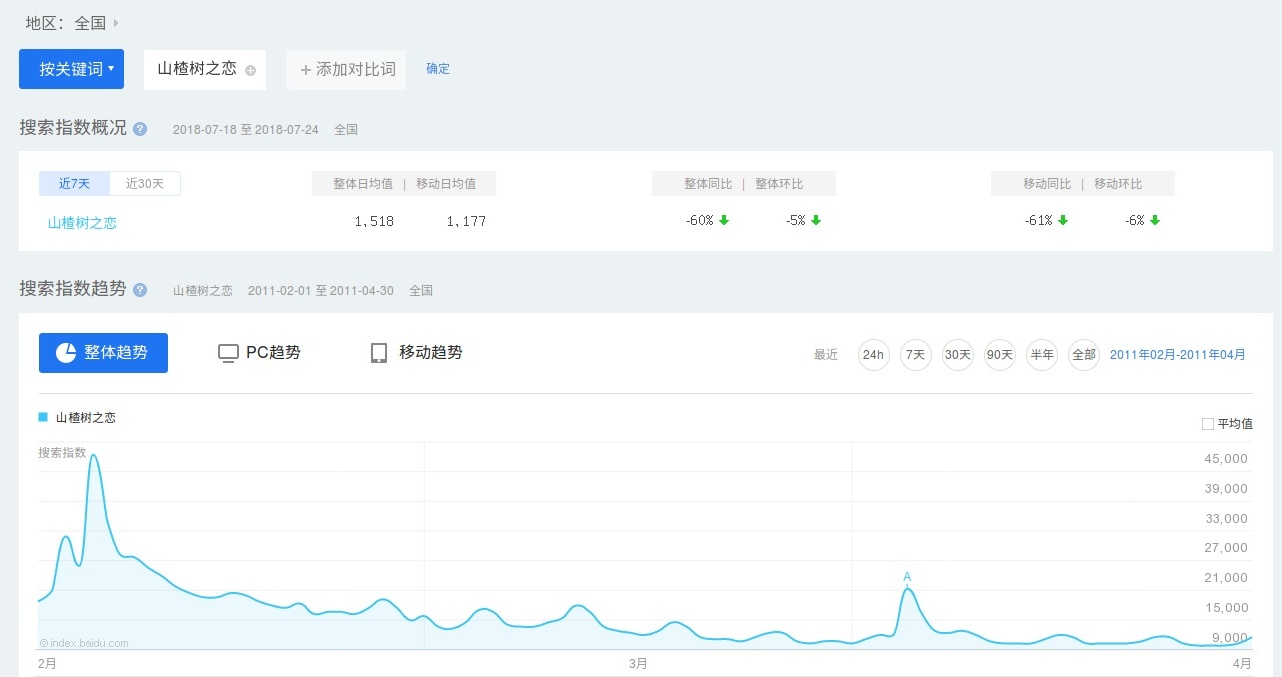 地区： 全国
按关键词 山楂树之恋 + 添加对比词 确定
搜索指数概况 ? 2018-07-18 至 2018-07-24 全国
近7天 近30天 整体日均值 | 移动日均值 整体同比 | 整体环比 移动同比 | 移动环比
山楂树之恋 1,518 1,177 -60% -5% -61% -6%
搜索指数趋势 ? 山楂树之恋 2011-02-01 至 2011-04-30 全国
整体趋势 PC趋势 移动趋势 最近 24h 7天 30天 90天 半年 全部 2011年02月-2011年04月
山楂树之恋 平均值
搜索指数 45,000
39,000
33,000
27,000
A 21,000
15,000
©index.baidu.com 9,000
2月 3月 4月